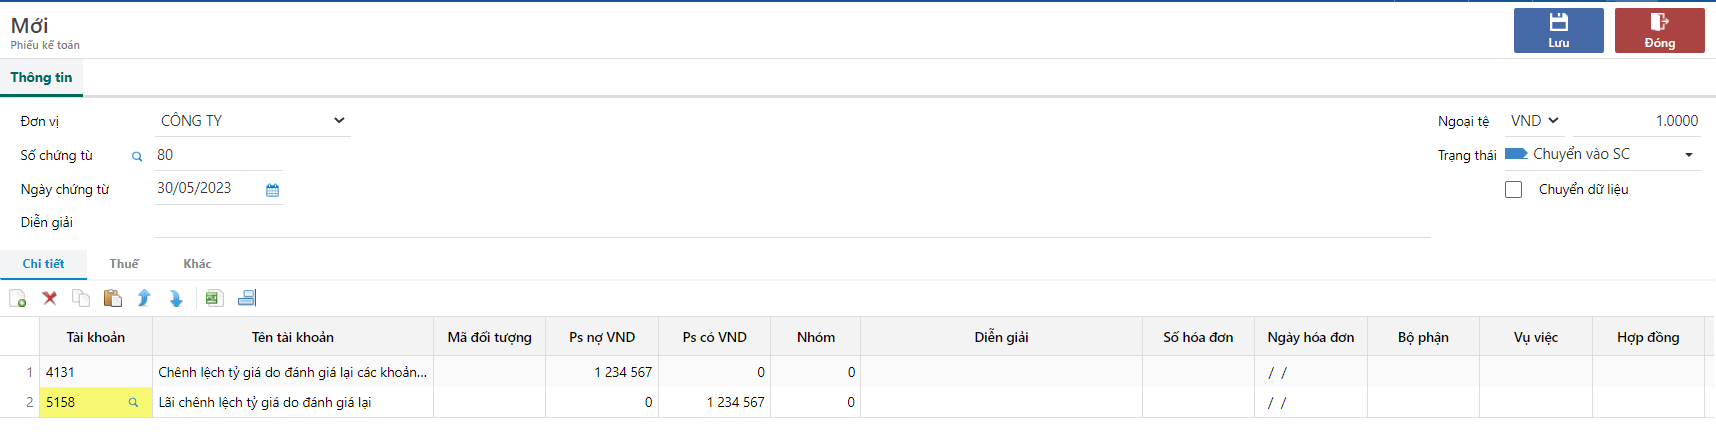 Mới
Phiếu kế toán
Lưu
Đóng
Thông tin
Đơn vị CÔNG TY Ngoại tệ VND 1.0000
Số chứng từ 80 Trạng thái Chuyển vào SC
Ngày chứng từ 30/05/2023 Chuyển dữ liệu
Diễn giải
Chi tiết Thuế Khác
Tài khoản Tên tài khoản Mã đối tượng Ps nợ VND Ps có VND Nhóm Diễn giải Số hóa đơn Ngày hóa đơn Bộ phận Vụ việc Hợp đồng
1 4131 Chênh lệch tỷ giá do đánh giá lại các khoản... 1 234 567 0 0 / /
2 5158 Lãi chênh lệch tỷ giá do đánh giá lại 0 1 234 567 0 / /